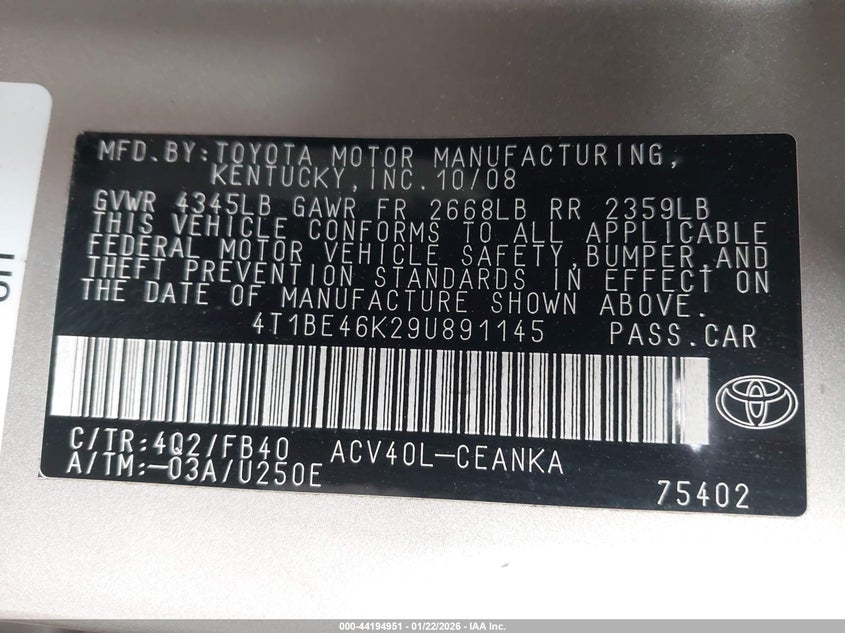 MFD.BY:TOYOTA MOTOR MANUFACTURING,
KENTUCKY,INC.10/08
GVWR 4345LB GAWR FR 2668LB RR 2359LB
THIS VEHICLE CONFORMS TO ALL APPLICABLE
FEDERAL MOTOR VEHICLE SAFETY,BUMPER,AND
THEFT PREVENTION STANDARDS IN EFFECT ON
THE DATE OF MANUFACTURE SHOWN ABOVE.
4T1BE46K29U891145 PASS.CAR
C/TR:4Q2/FB40 ACV40L-CEANKA
A/TM:-03A/U250E
75402
000-44194951 - 01/22/2026 - IAA Inc.